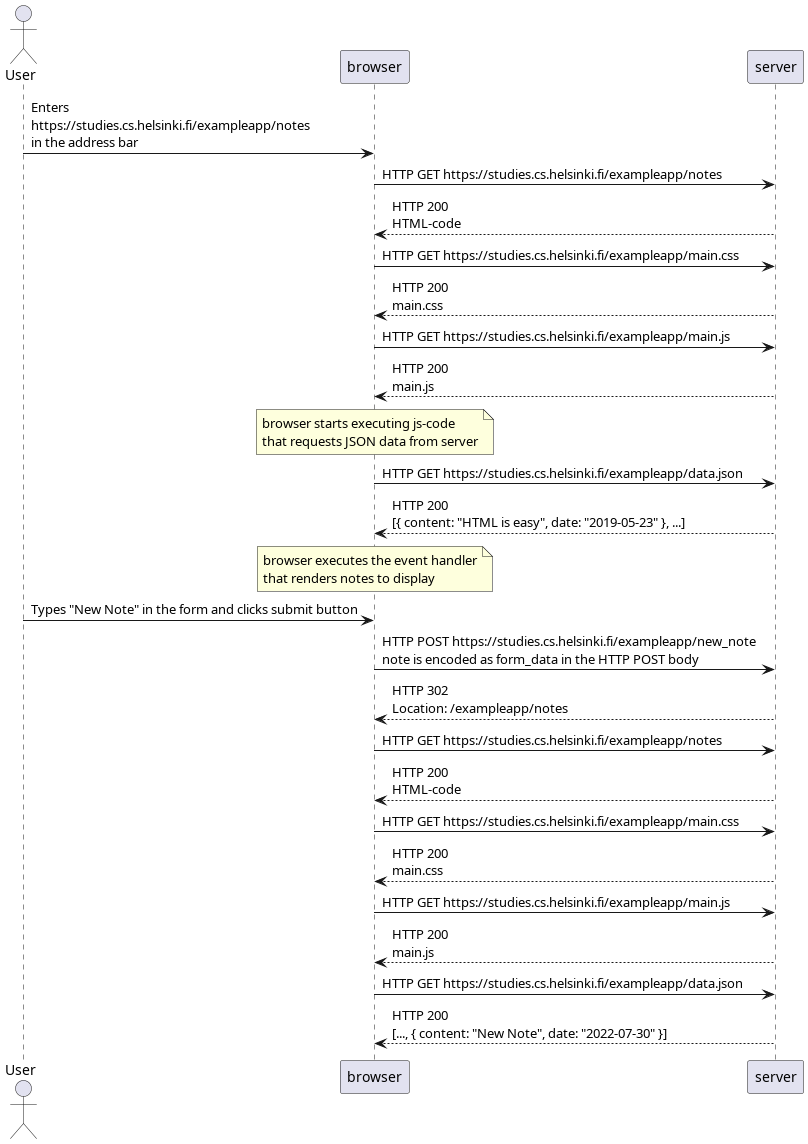 User
browser
server
Enters
https://studies.cs.helsinki.fi/exampleapp/notes
in the address bar
HTTP GET https://studies.cs.helsinki.fi/exampleapp/notes
HTTP 200
HTML-code
HTTP GET https://studies.cs.helsinki.fi/exampleapp/main.css
HTTP 200
main.css
HTTP GET https://studies.cs.helsinki.fi/exampleapp/main.js
HTTP 200
main.js
browser starts executing js-code
that requests JSON data from server
HTTP GET https://studies.cs.helsinki.fi/exampleapp/data.json
HTTP 200
[{ content: "HTML is easy", date: "2019-05-23" }, ...]
browser executes the event handler
that renders notes to display
Types "New Note" in the form and clicks submit button
HTTP POST https://studies.cs.helsinki.fi/exampleapp/new_note
note is encoded as form_data in the HTTP POST body
HTTP 302
Location: /exampleapp/notes
HTTP GET https://studies.cs.helsinki.fi/exampleapp/notes
HTTP 200
HTML-code
HTTP GET https://studies.cs.helsinki.fi/exampleapp/main.css
HTTP 200
main.css
HTTP GET https://studies.cs.helsinki.fi/exampleapp/main.js
HTTP 200
main.js
HTTP GET https://studies.cs.helsinki.fi/exampleapp/data.json
HTTP 200
[..., { content: "New Note", date: "2022-07-30" }]
User
browser
server